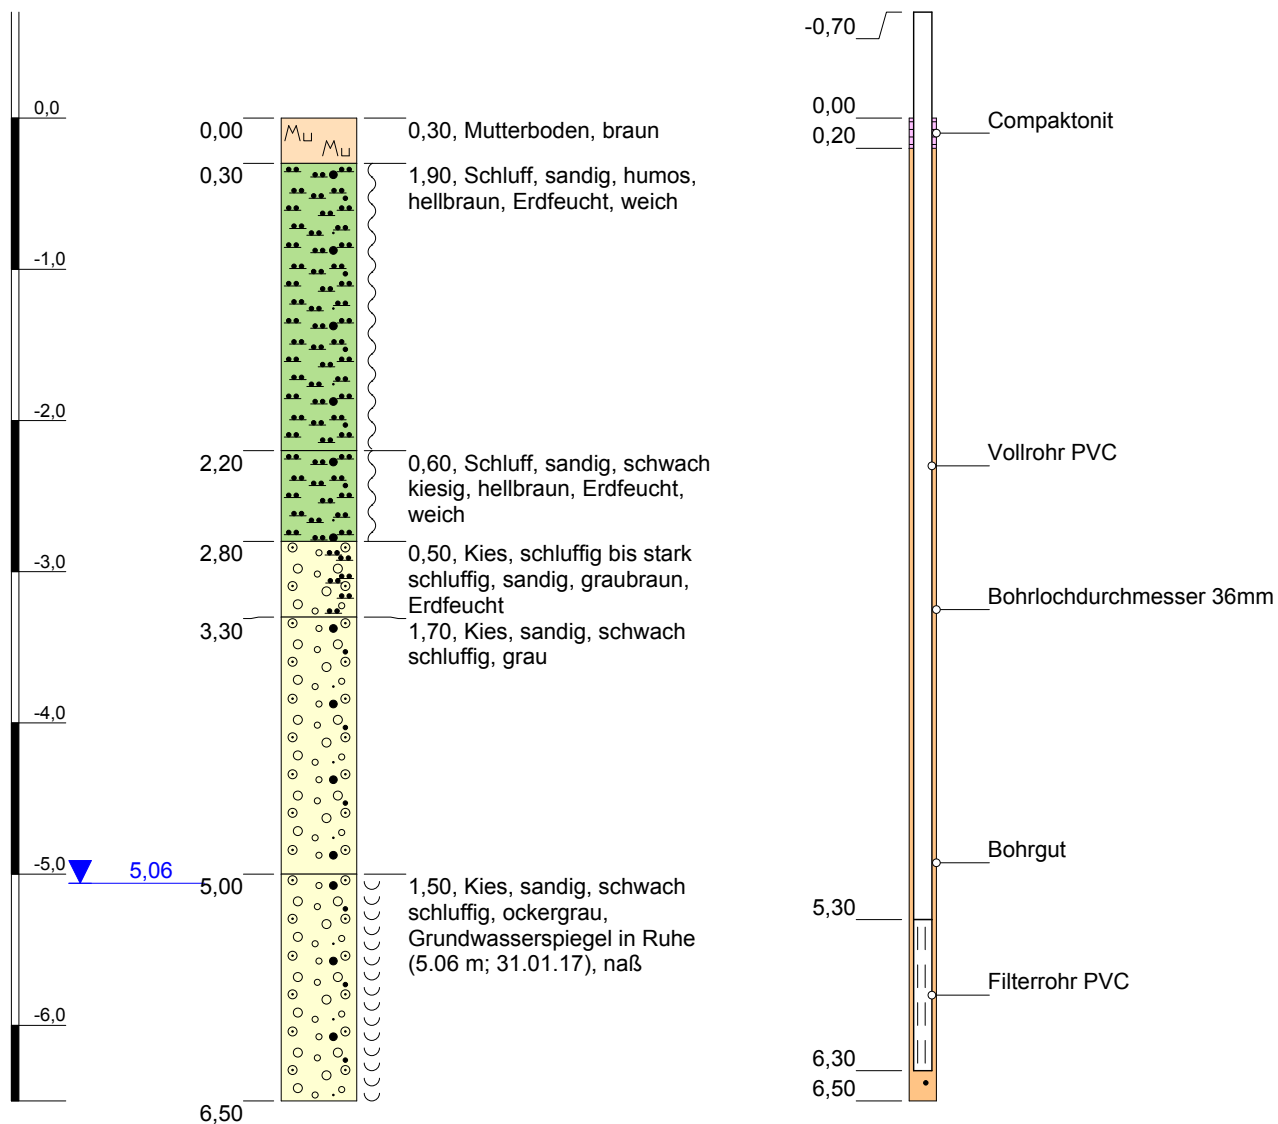 0,0
-1,0
-2,0
-3,0
-4,0
-5,0
-6,0
5,06
0,00
0,30
2,20
2,80
3,30
5,00
6,50
Mu
Mu
0,30, Mutterboden, braun
1,90, Schluff, sandig, humos,
hellbraun, Erdfeucht, weich
0,60, Schluff, sandig, schwach
kiesig, hellbraun, Erdfeucht,
weich
0,50, Kies, schluffig bis stark
schluffig, sandig, graubraun,
Erdfeucht
1,70, Kies, sandig, schwach
schluffig, grau
1,50, Kies, sandig, schwach
schluffig, ockergrau,
Grundwasserspiegel in Ruhe
(5.06 m; 31.01.17), naß
-0,70
0,00
0,20
5,30
6,30
6,50
Compaktonit
Vollrohr PVC
Bohrlochdurchmesser 36mm
Bohrgut
Filterrohr PVC